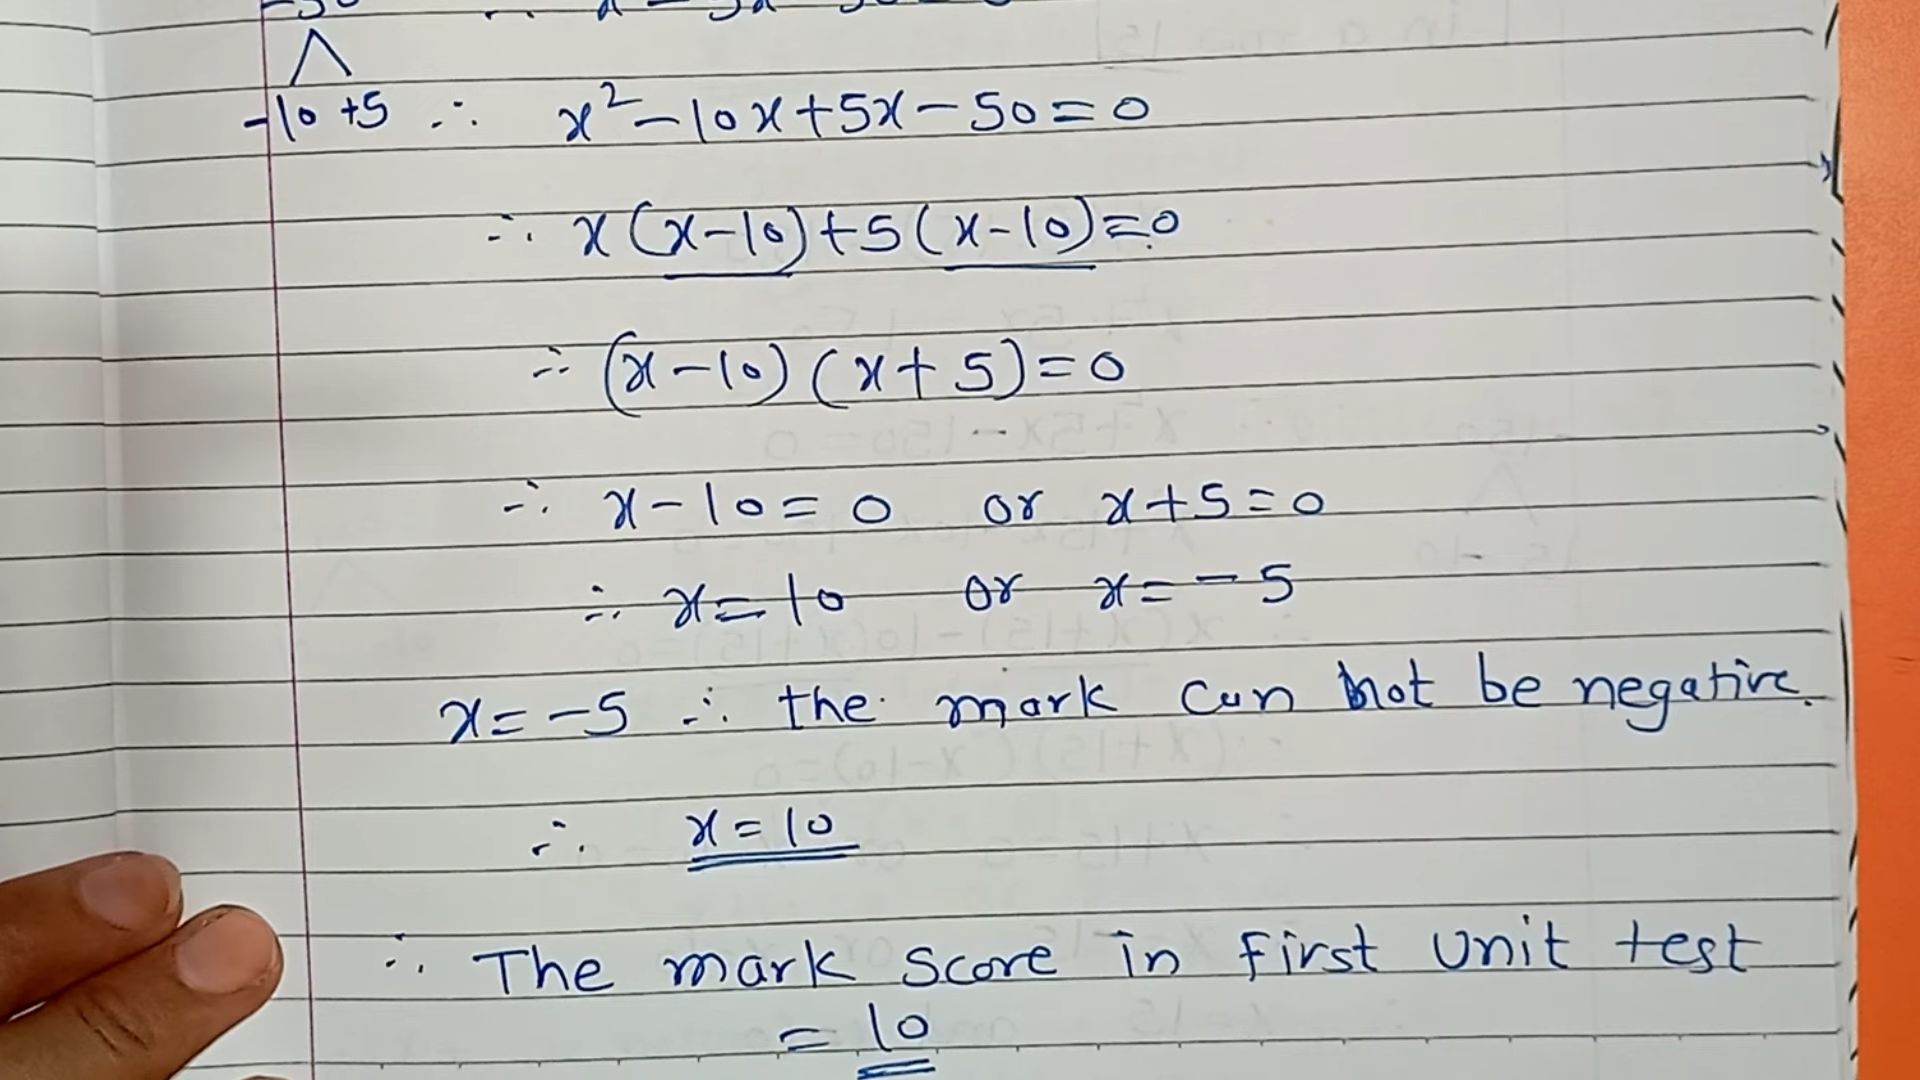 -10 +5 ∴ x²-10x+5x-50=0
∴ x(x-10)+5(x-10)=0
∴ (x-10)(x+5)=0
∴ x-10=0 or x+5=0
∴ x=10 or x=-5
x=-5 ∴ the mark can not be negative.
∴ x=10
∴ The mark score in first unit test
=10